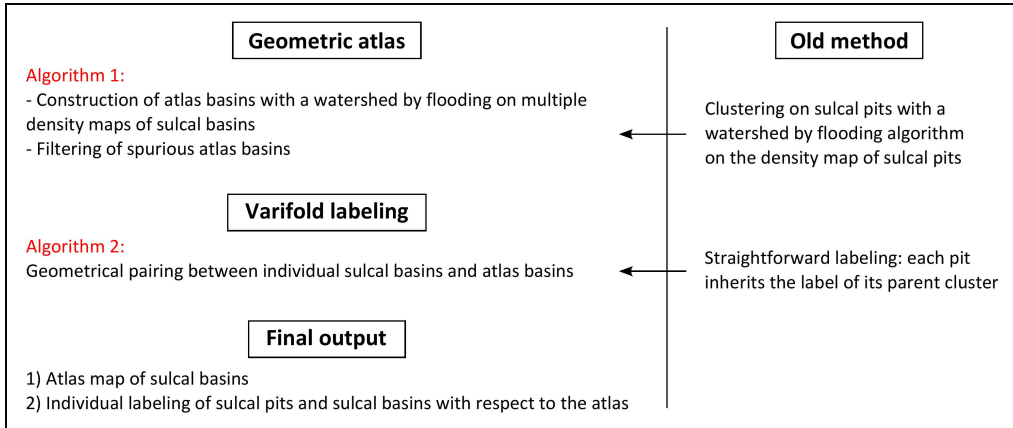 Geometric atlas
Algorithm 1:
- Construction of atlas basins with a watershed by flooding on multiple
density maps of sulcal basins
- Filtering of spurious atlas basins
Varifold labeling
Algorithm 2:
Geometrical pairing between individual sulcal basins and atlas basins
Final output
1) Atlas map of sulcal basins
2) Individual labeling of sulcal pits and sulcal basins with respect to the atlas
Old method
Clustering on sulcal pits with a
watershed by flooding algorithm
on the density map of sulcal pits
Straightforward labeling: each pit
inherits the label of its parent cluster